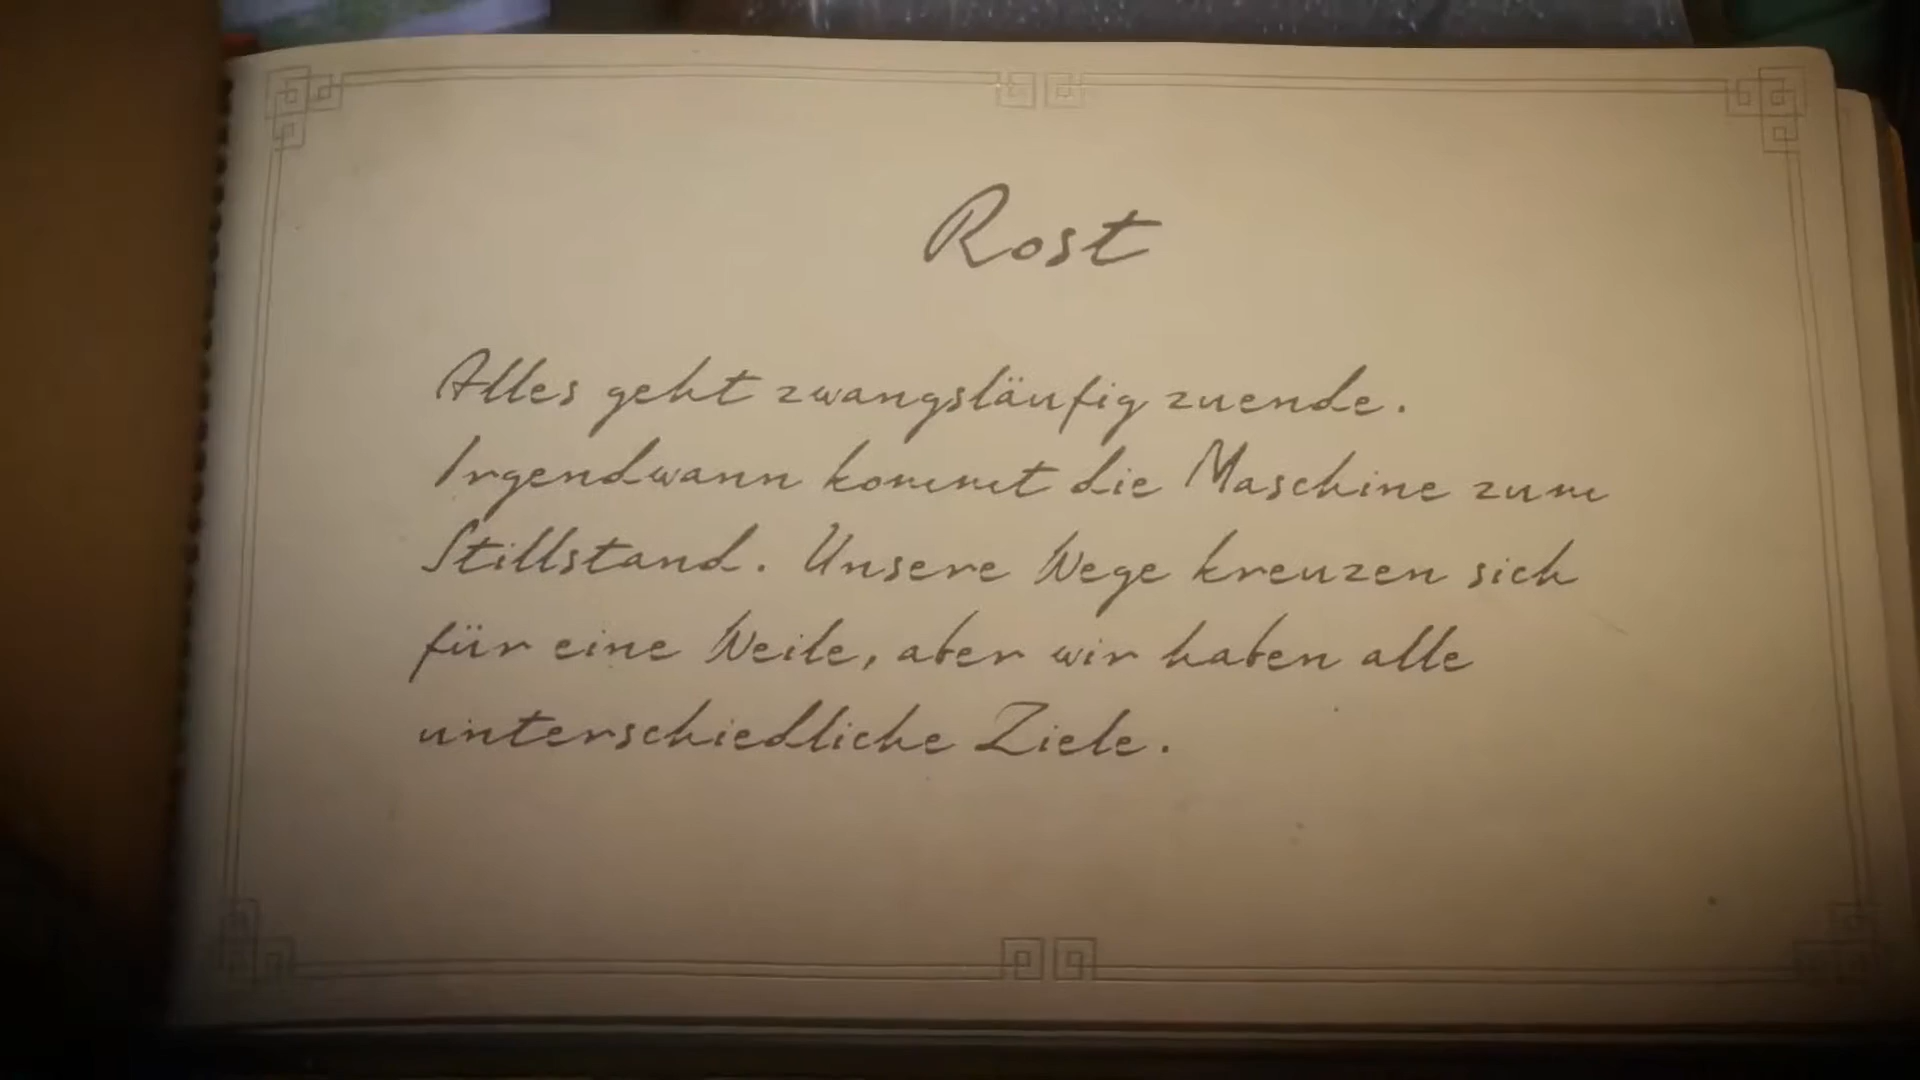 Rost
Alles geht zwangsläufig zuende.
Irgendwann kommt die Maschine zum
Stillstand. Unsere Wege kreuzen sich
für eine Weile, aber wir haben alle
unterschiedliche Ziele.